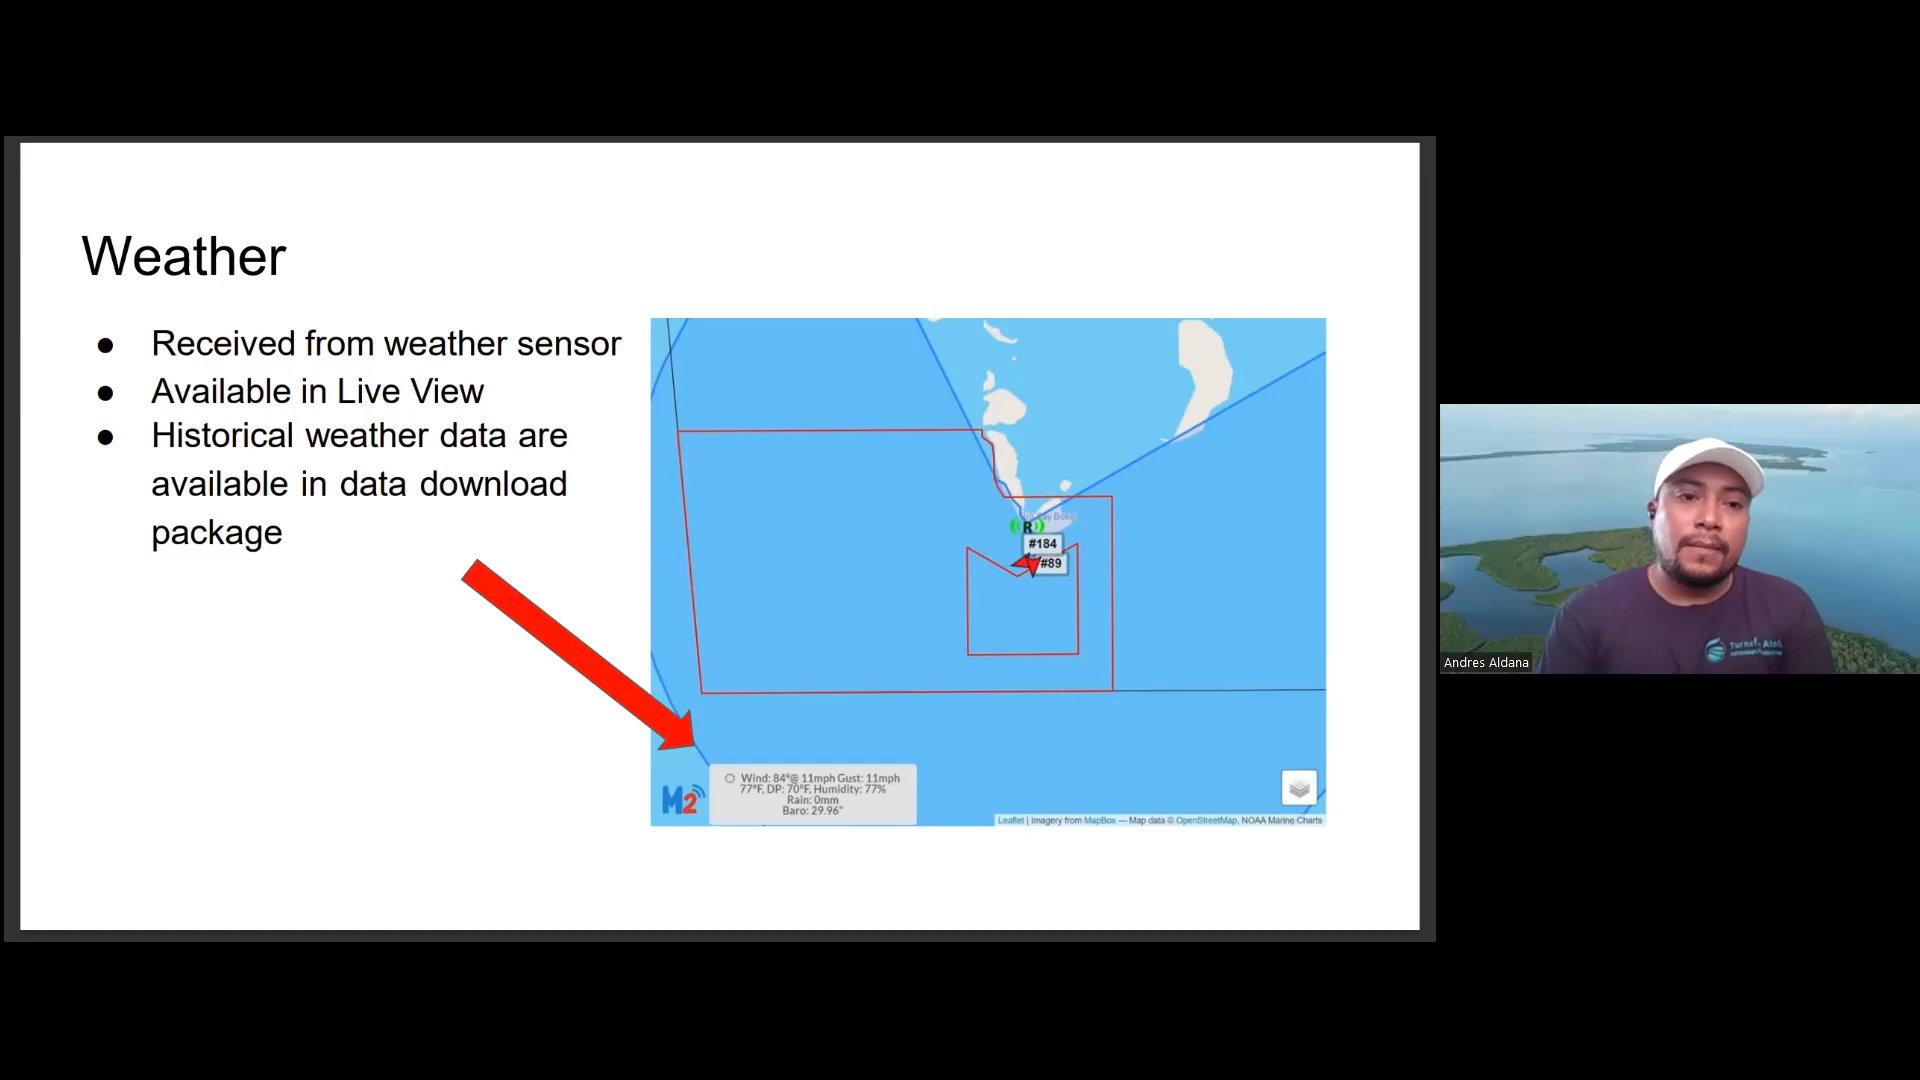 Weather
● Received from weather sensor
● Available in Live View
● Historical weather data are
available in data download
package
R
#184
#89
M2
Wind: 84°@ 11mph Gust: 11mph
77°F, DP: 70°F, Humidity: 77%
Rain: 0mm
Baro: 29.96"
Leaflet | Imagery from MapBox — Map data © OpenStreetMap, NOAA Marine Charts
Andres Aldana